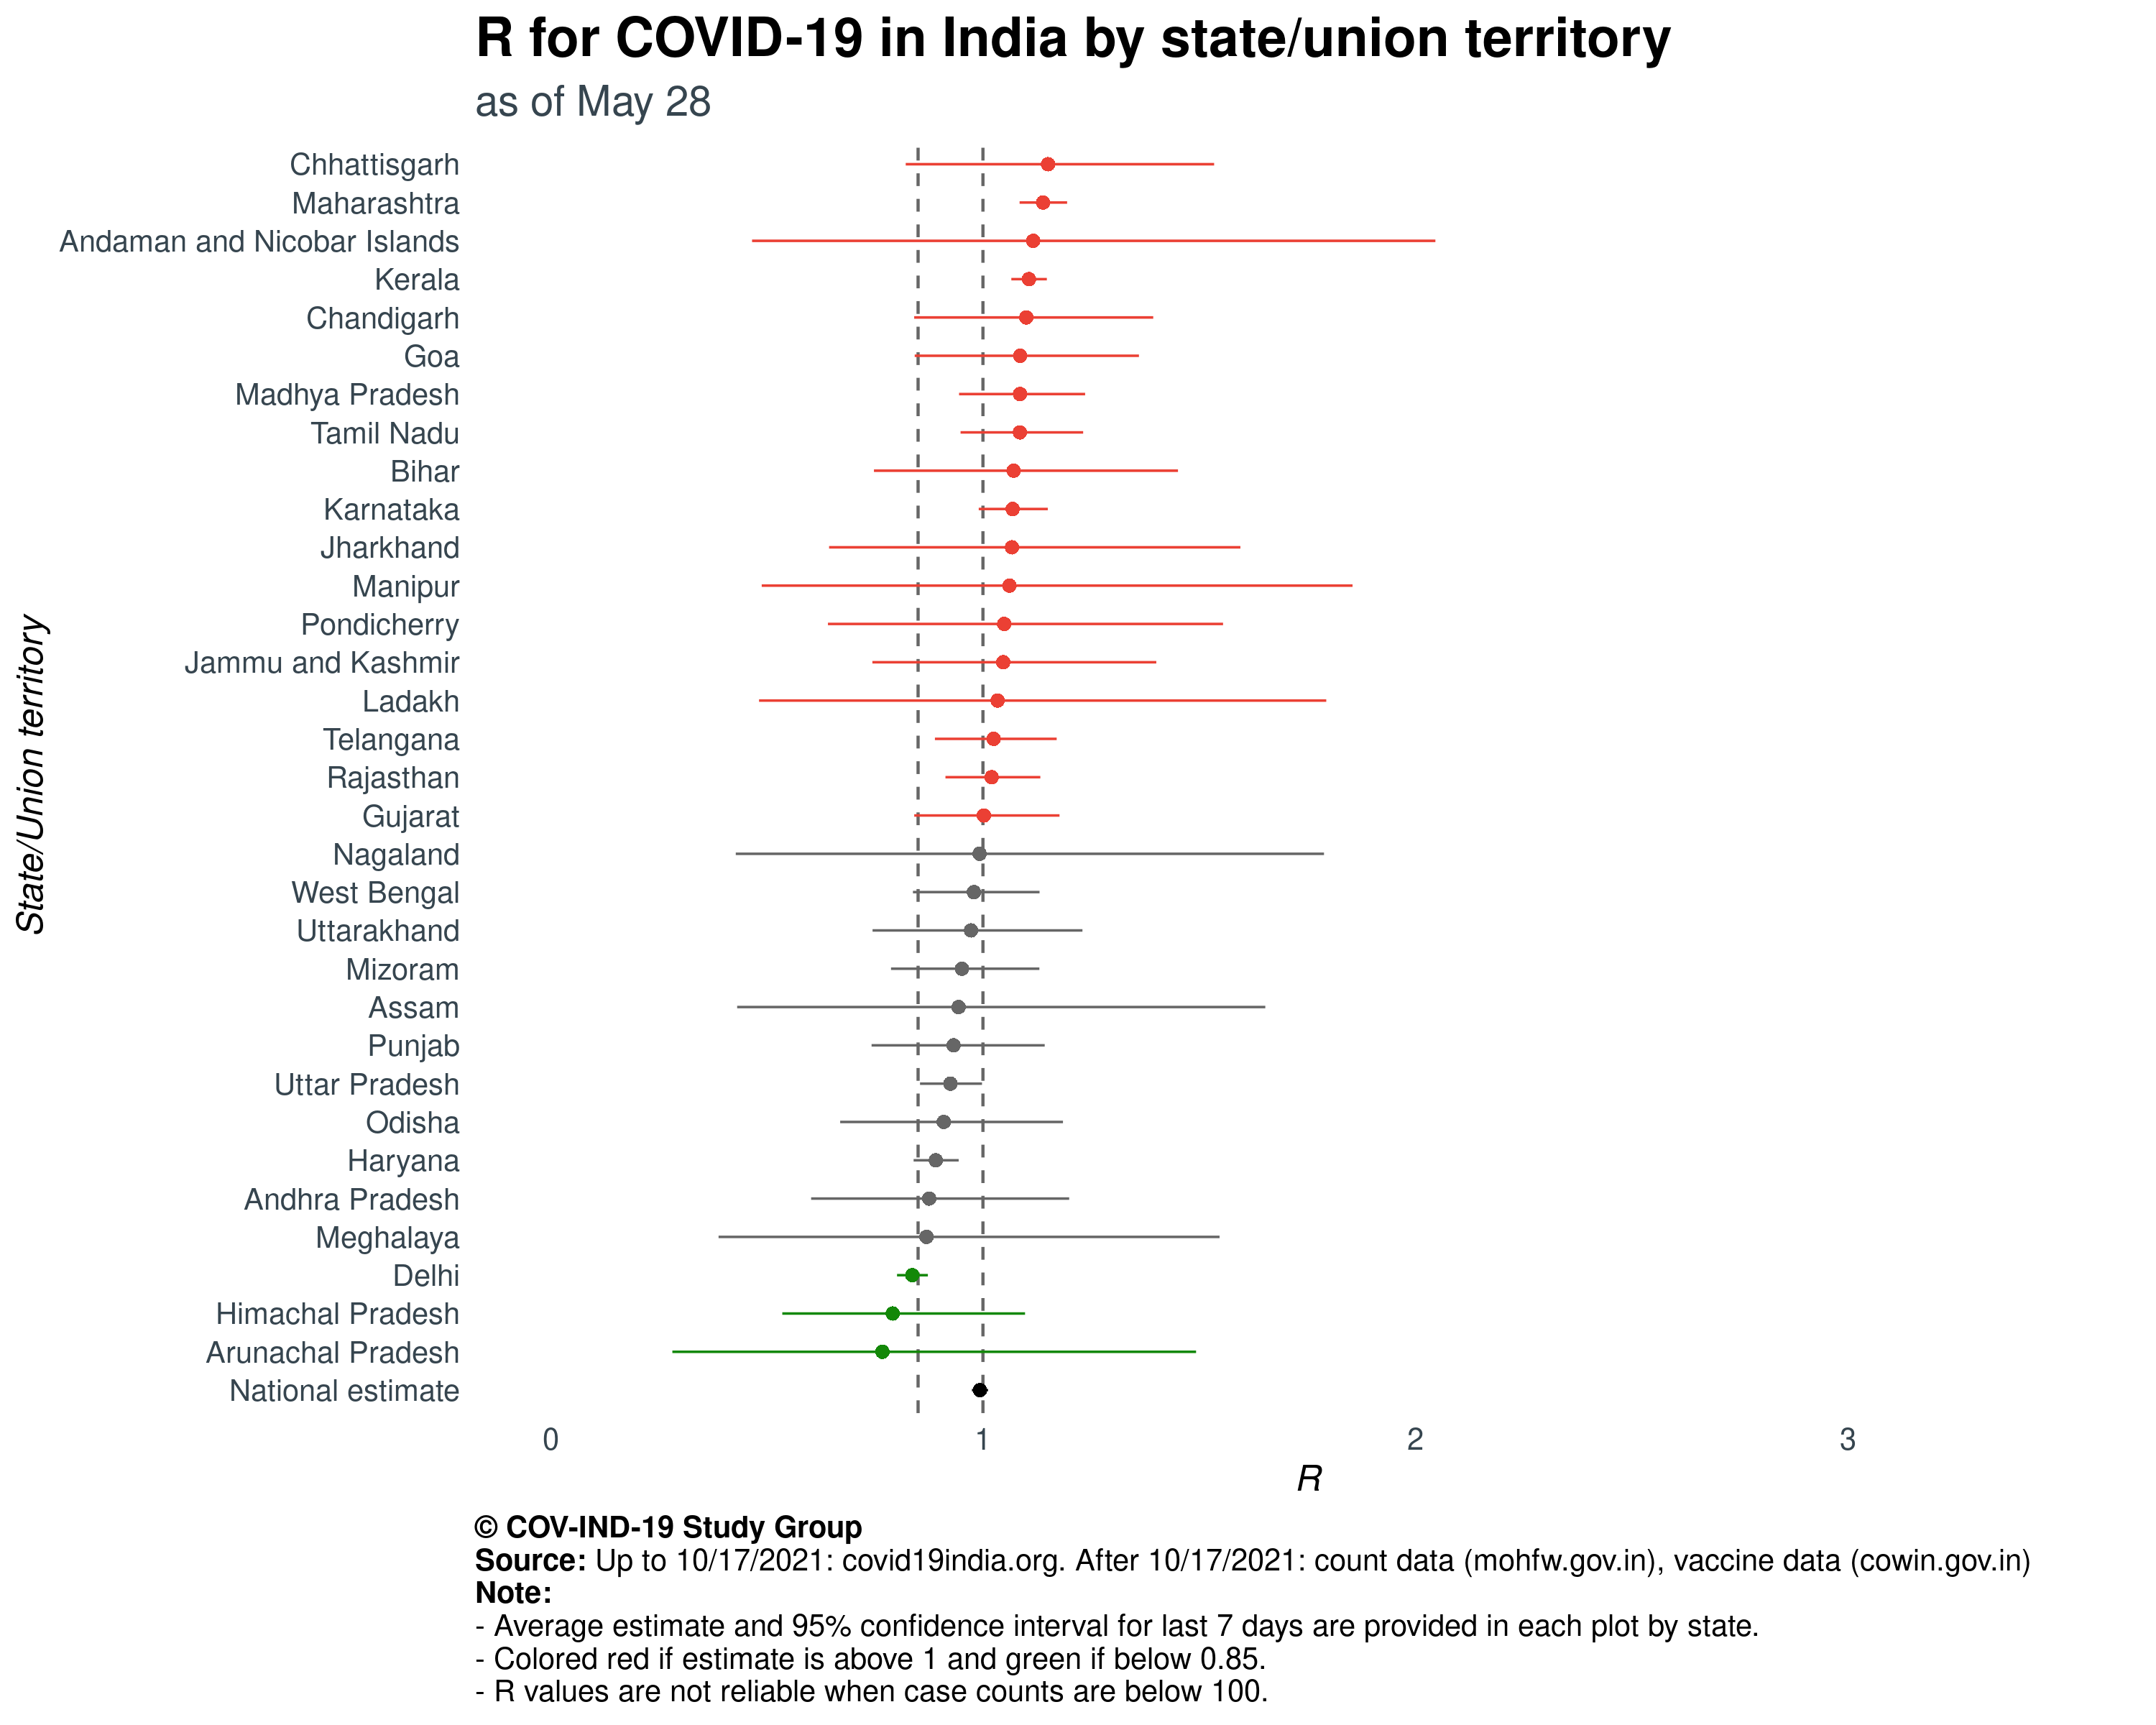 R for COVID-19 in India by state/union territory
as of May 28
State/Union territory
Chhattisgarh
Maharashtra
Andaman and Nicobar Islands
Kerala
Chandigarh
Goa
Madhya Pradesh
Tamil Nadu
Bihar
Karnataka
Jharkhand
Manipur
Pondicherry
Jammu and Kashmir
Ladakh
Telangana
Rajasthan
Gujarat
Nagaland
West Bengal
Uttarakhand
Mizoram
Assam
Punjab
Uttar Pradesh
Odisha
Haryana
Andhra Pradesh
Meghalaya
Delhi
Himachal Pradesh
Arunachal Pradesh
National estimate
0 1 2 3
R
© COV-IND-19 Study Group
Source: Up to 10/17/2021: covid19india.org. After 10/17/2021: count data (mohfw.gov.in), vaccine data (cowin.gov.in)
Note:
- Average estimate and 95% confidence interval for last 7 days are provided in each plot by state.
- Colored red if estimate is above 1 and green if below 0.85.
- R values are not reliable when case counts are below 100.